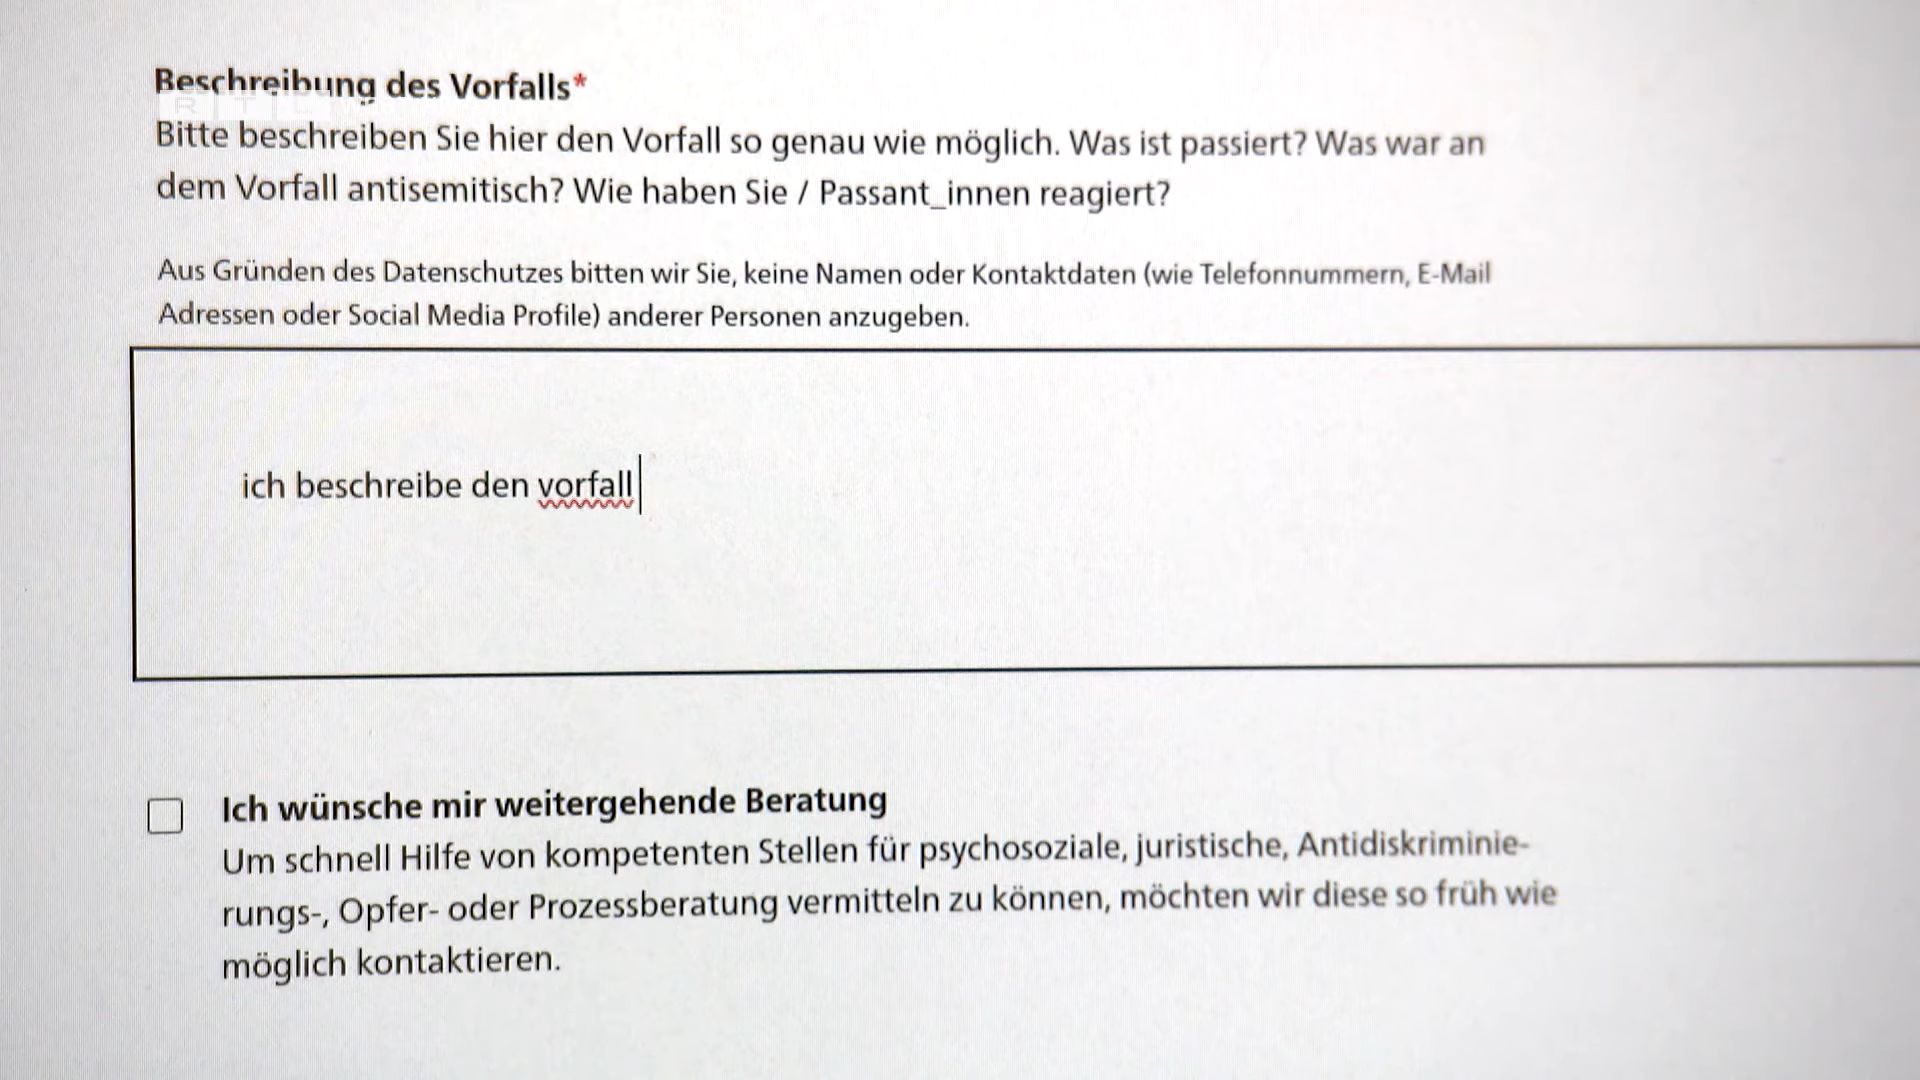 Beschreibung des Vorfalls*
Bitte beschreiben Sie hier den Vorfall so genau wie möglich. Was ist passiert? Was war an
dem Vorfall antisemitisch? Wie haben Sie / Passant_innen reagiert?
Aus Gründen des Datenschutzes bitten wir Sie, keine Namen oder Kontaktdaten (wie Telefonnummern, E-Mail
Adressen oder Social Media Profile) anderer Personen anzugeben.
ich beschreibe den vorfall
Ich wünsche mir weitergehende Beratung
Um schnell Hilfe von kompetenten Stellen für psychosoziale, juristische, Antidiskriminie-
rungs-, Opfer- oder Prozessberatung vermitteln zu können, möchten wir diese so früh wie
möglich kontaktieren.